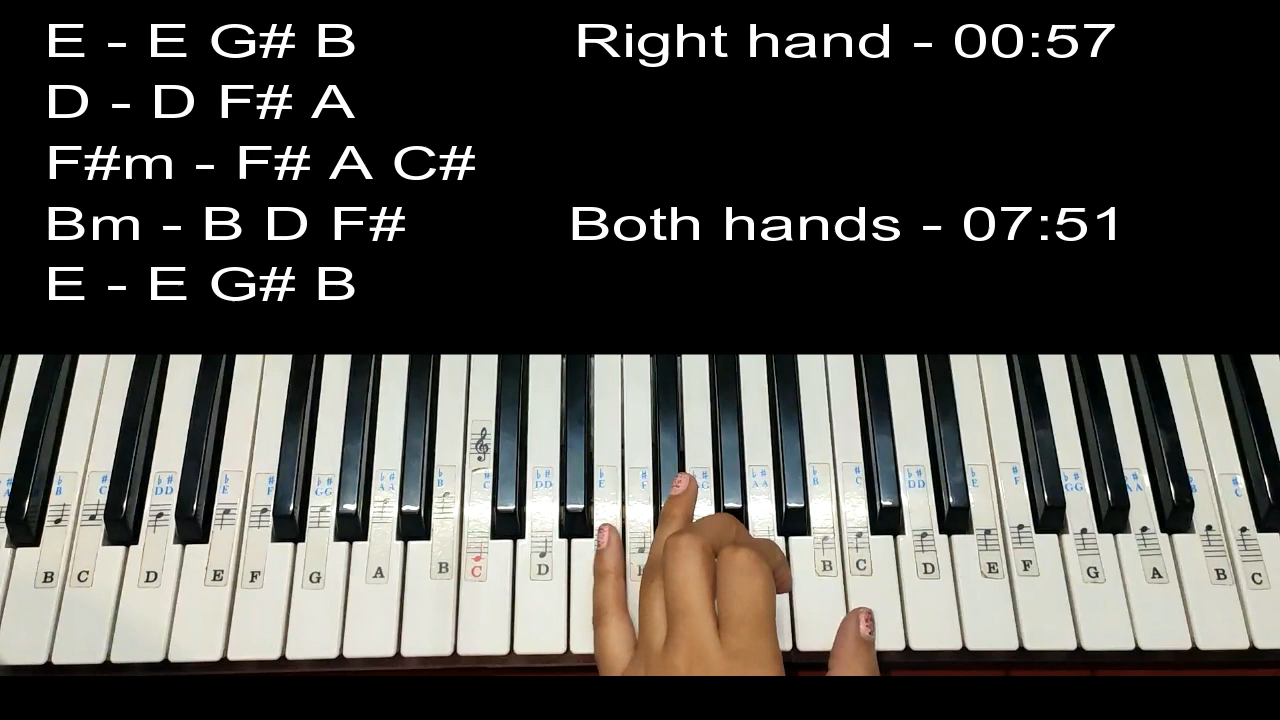 E - E G# B
D - D F# A
F#m - F# A C#
Bm - B D F#
E - E G# B
Right hand - 00:57
Both hands - 07:51
B C D E F G A B C D B C D E F G A B C